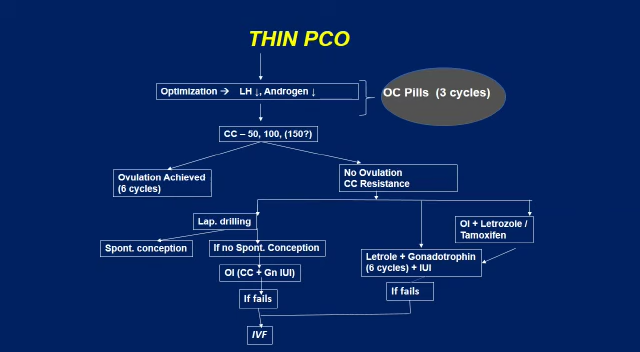 THIN PCO
Optimization → LH ↓, Androgen ↓
OC Pills (3 cycles)
CC – 50, 100, (150?)
Ovulation Achieved
(6 cycles)
No Ovulation
CC Resistance
Lap. drilling
OI + Letrozole /
Tamoxifen
Spont. conception
If no Spont. Conception
Letrole + Gonadotrophin
(6 cycles) + IUI
OI (CC + Gn IUI)
If fails
If fails
IVF